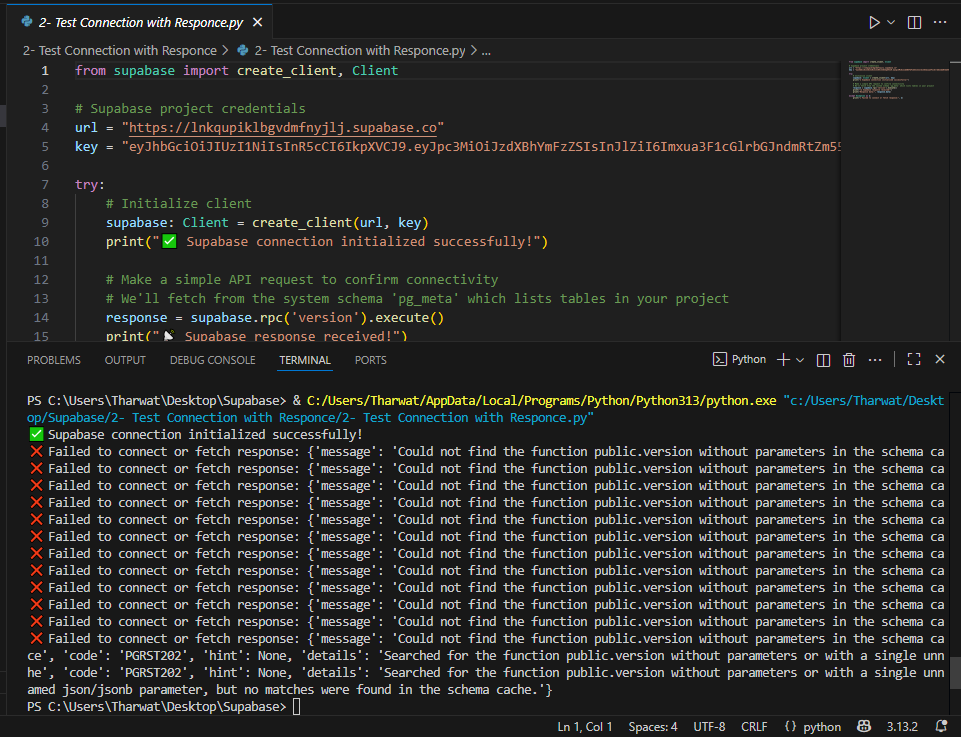 2- Test Connection with Responce.py
2- Test Connection with Responce > 2- Test Connection with Responce.py > ...
1 from supabase import create_client, Client
2
3 # Supabase project credentials
4 url = "https://lnkqupiklbgvdmfnyjlj.supabase.co"
5 key = "eyJhbGciOiJIUzI1NiIsInR5cCI6IkpXVCJ9.eyJpc3MiOiJzdXBhYmFzZSIsInJlZiI6Imxua3F1cGlrbGJndmRtZm55
6
7 try:
8 # Initialize client
9 supabase: Client = create_client(url, key)
10 print("✅ Supabase connection initialized successfully!")
11
12 # Make a simple API request to confirm connectivity
13 # We'll fetch from the system schema 'pg_meta' which lists tables in your project
14 response = supabase.rpc('version').execute()
15 print("📡 Supabase response received!")
PROBLEMS OUTPUT DEBUG CONSOLE TERMINAL PORTS Python
PS C:\Users\Tharwat\Desktop\Supabase> & C:/Users/Tharwat/AppData/Local/Programs/Python/Python313/python.exe "c:/Users/Tharwat/Deskt
op/Supabase/2- Test Connection with Responce/2- Test Connection with Responce.py"
✅ Supabase connection initialized successfully!
❌ Failed to connect or fetch response: {'message': 'Could not find the function public.version without parameters in the schema ca
❌ Failed to connect or fetch response: {'message': 'Could not find the function public.version without parameters in the schema ca
❌ Failed to connect or fetch response: {'message': 'Could not find the function public.version without parameters in the schema ca
❌ Failed to connect or fetch response: {'message': 'Could not find the function public.version without parameters in the schema ca
❌ Failed to connect or fetch response: {'message': 'Could not find the function public.version without parameters in the schema ca
❌ Failed to connect or fetch response: {'message': 'Could not find the function public.version without parameters in the schema ca
❌ Failed to connect or fetch response: {'message': 'Could not find the function public.version without parameters in the schema ca
❌ Failed to connect or fetch response: {'message': 'Could not find the function public.version without parameters in the schema ca
❌ Failed to connect or fetch response: {'message': 'Could not find the function public.version without parameters in the schema ca
❌ Failed to connect or fetch response: {'message': 'Could not find the function public.version without parameters in the schema ca
❌ Failed to connect or fetch response: {'message': 'Could not find the function public.version without parameters in the schema ca
❌ Failed to connect or fetch response: {'message': 'Could not find the function public.version without parameters in the schema ca
ce', 'code': 'PGRST202', 'hint': None, 'details': 'Searched for the function public.version without parameters or with a single unn
he', 'code': 'PGRST202', 'hint': None, 'details': 'Searched for the function public.version without parameters or with a single unn
amed json/jsonb parameter, but no matches were found in the schema cache.'}
PS C:\Users\Tharwat\Desktop\Supabase>
Ln 1, Col 1 Spaces: 4 UTF-8 CRLF {} python 3.13.2